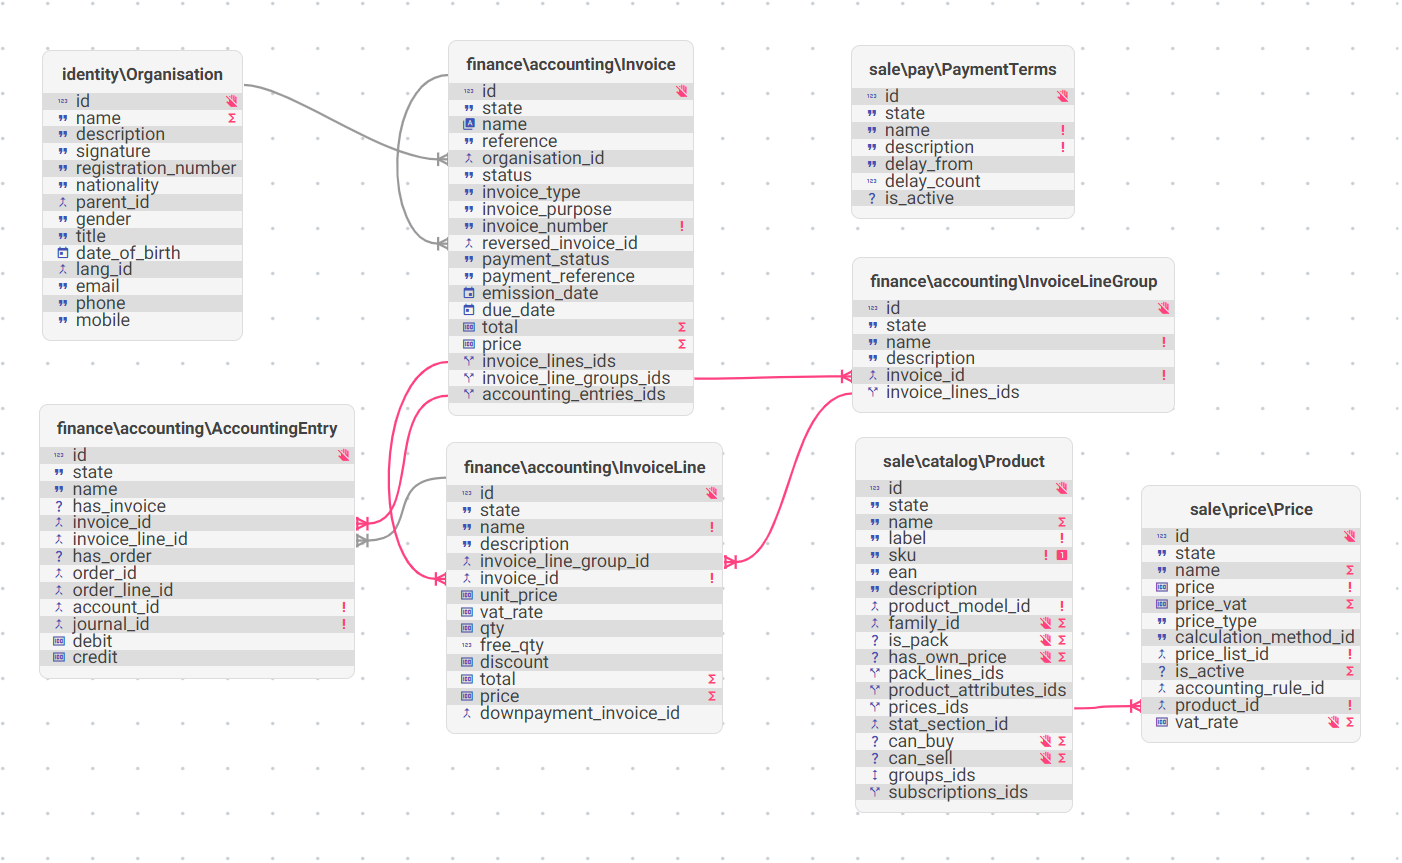 identity\Organisation
id
name
description
signature
registration_number
nationality
parent_id
gender
title
date_of_birth
lang_id
email
phone
mobile
finance\accounting\Invoice
id
state
name
reference
organisation_id
status
invoice_type
invoice_purpose
invoice_number !
reversed_invoice_id
payment_status
payment_reference
emission_date
due_date
total
price
invoice_lines_ids
invoice_line_groups_ids
accounting_entries_ids
sale\pay\PaymentTerms
id
state
name !
description !
delay_from
delay_count
is_active
finance\accounting\InvoiceLineGroup
id
state
name !
description
invoice_id !
invoice_lines_ids
finance\accounting\AccountingEntry
id
state
name
has_invoice
invoice_id
invoice_line_id
has_order
order_id
order_line_id
account_id !
journal_id !
debit
credit
finance\accounting\InvoiceLine
id
state
name !
description
invoice_line_group_id
invoice_id !
unit_price
vat_rate
qty
free_qty
discount
total
price
downpayment_invoice_id
sale\catalog\Product
id
state
name
label !
sku ! 1
ean
description
product_model_id !
family_id
is_pack
has_own_price
pack_lines_ids
product_attributes_ids
prices_ids
stat_section_id
can_buy
can_sell
groups_ids
subscriptions_ids
sale\price\Price
id
state
name
price !
price_vat
price_type
calculation_method_id
price_list_id !
is_active
accounting_rule_id
product_id !
vat_rate